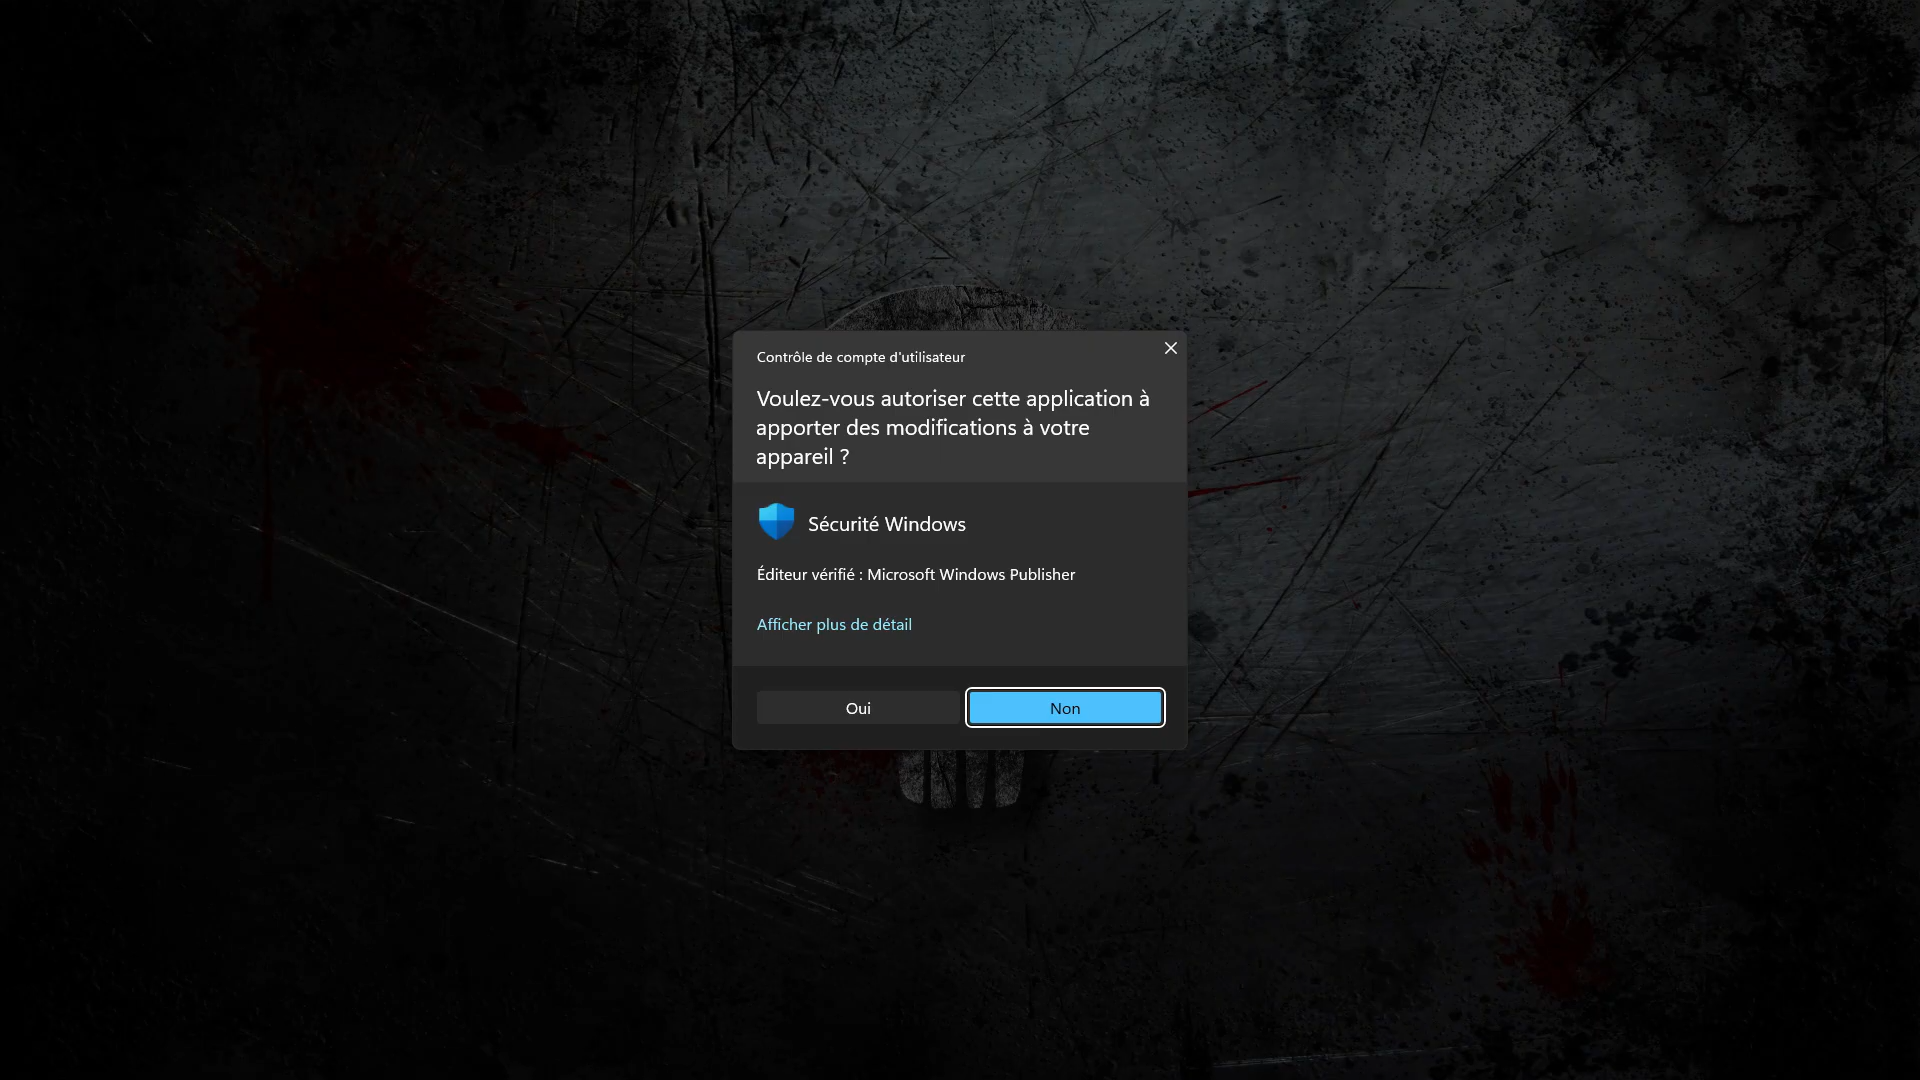 Contrôle de compte d'utilisateur
Voulez-vous autoriser cette application à
apporter des modifications à votre
appareil ?
Sécurité Windows
Éditeur vérifié : Microsoft Windows Publisher
Afficher plus de détail
Oui
Non